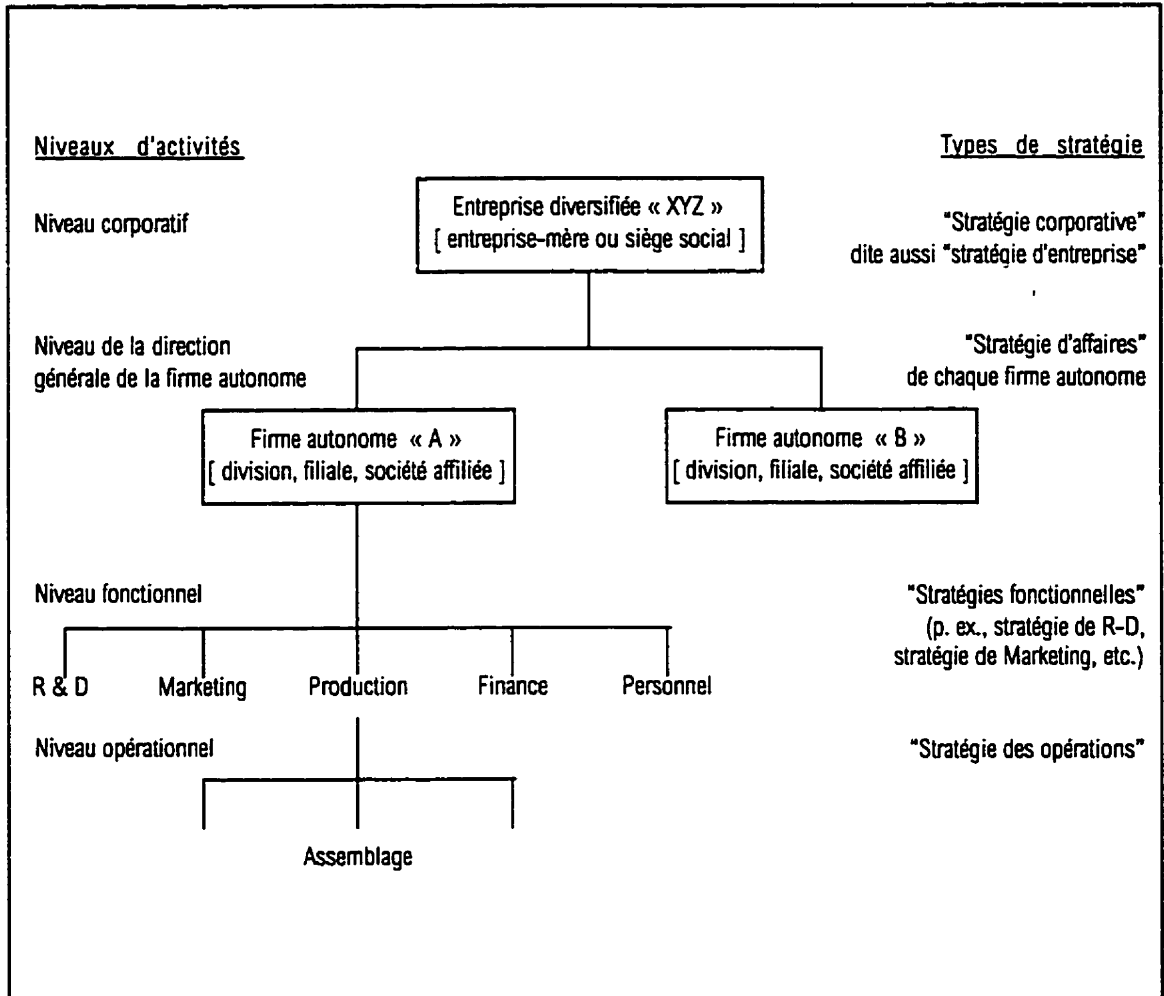 Niveaux d'activités
Types de stratégie
Niveau corporatif
Entreprise diversifiée « XYZ »
[ entreprise-mère ou siège social ]
"Stratégie corporative"
dite aussi "stratégie d'entreprise"
Niveau de la direction
générale de la firme autonome
"Stratégie d'affaires"
de chaque firme autonome
Firme autonome « A »
[ division, filiale, société affiliée ]
Firme autonome « B »
[ division, filiale, société affiliée ]
Niveau fonctionnel
"Stratégies fonctionnelles"
(p. ex., stratégie de R-D,
stratégie de Marketing, etc.)
R & D Marketing Production Finance Personnel
Niveau opérationnel
"Stratégie des opérations"
Assemblage